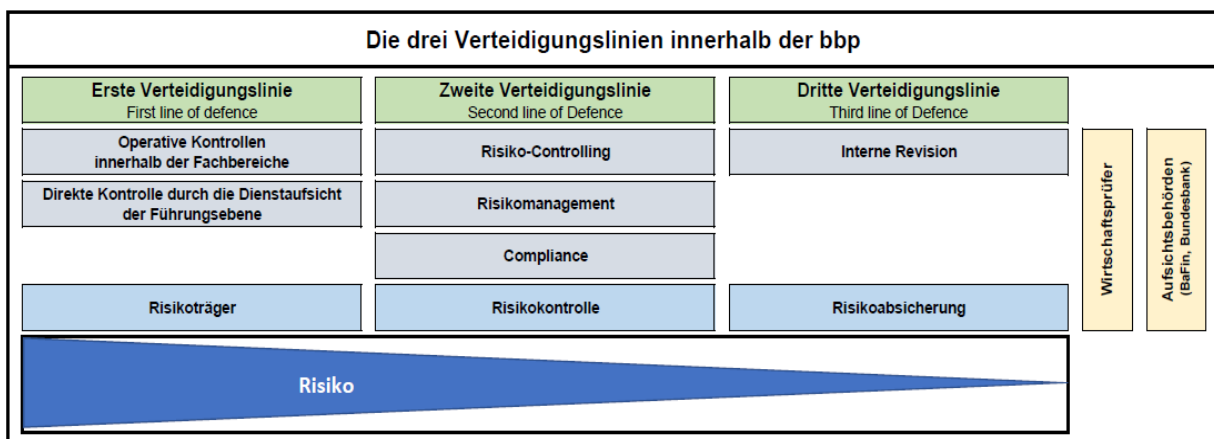 Die drei Verteidigungslinien innerhalb der bbp
Erste Verteidigungslinie
First line of defence
Operative Kontrollen
innerhalb der Fachbereiche
Direkte Kontrolle durch die Dienstaufsicht
der Führungsebene
Risikoträger
Zweite Verteidigungslinie
Second line of Defence
Risiko-Controlling
Risikomanagement
Compliance
Risikokontrolle
Dritte Verteidigungslinie
Third line of Defence
Interne Revision
Risikoabsicherung
Wirtschaftsprüfer
Aufsichtsbehörden
(BaFin, Bundesbank)
Risiko